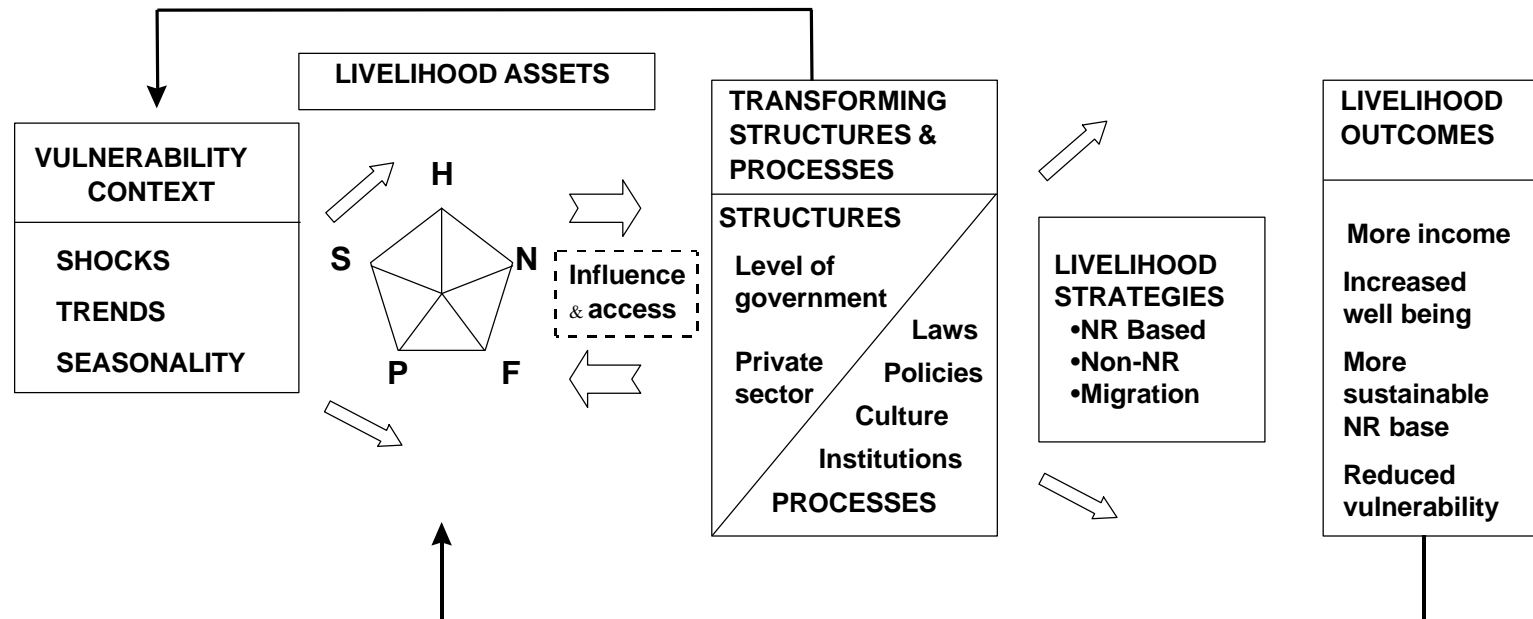 LIVELIHOOD ASSETS
VULNERABILITY
CONTEXT
SHOCKS
TRENDS
SEASONALITY
H
S
N
P
F
Influence
& access
TRANSFORMING
STRUCTURES &
PROCESSES
STRUCTURES
Level of
government
Private
sector
Laws
Policies
Culture
Institutions
PROCESSES
LIVELIHOOD
STRATEGIES
•NR Based
•Non-NR
•Migration
LIVELIHOOD
OUTCOMES
More income
Increased
well being
More
sustainable
NR base
Reduced
vulnerability